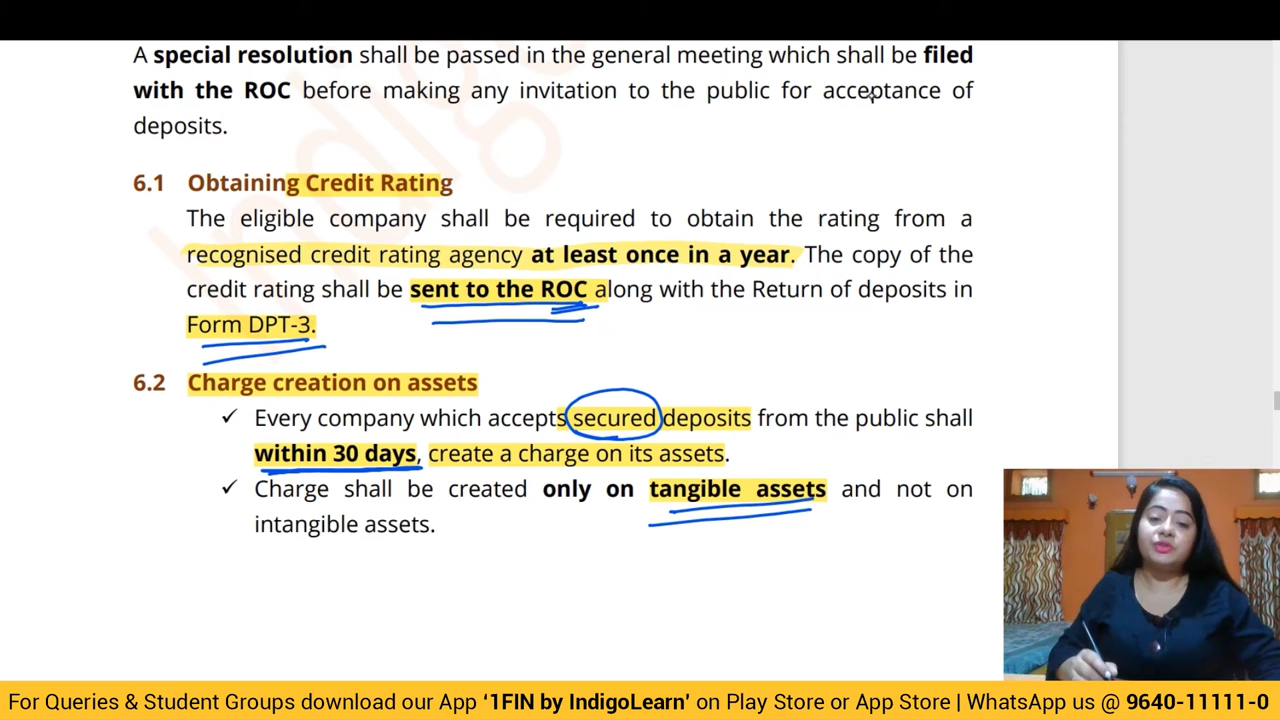 A special resolution shall be passed in the general meeting which shall be filed
with the ROC before making any invitation to the public for acceptance of
deposits.
6.1 Obtaining Credit Rating
The eligible company shall be required to obtain the rating from a
recognised credit rating agency at least once in a year. The copy of the
credit rating shall be sent to the ROC along with the Return of deposits in
Form DPT-3.
6.2 Charge creation on assets
✓ Every company which accepts secured deposits from the public shall
within 30 days, create a charge on its assets.
✓ Charge shall be created only on tangible assets and not on
intangible assets.
For Queries & Student Groups download our App '1FIN by IndigoLearn' on Play Store or App Store | WhatsApp us @ 9640-11111-0